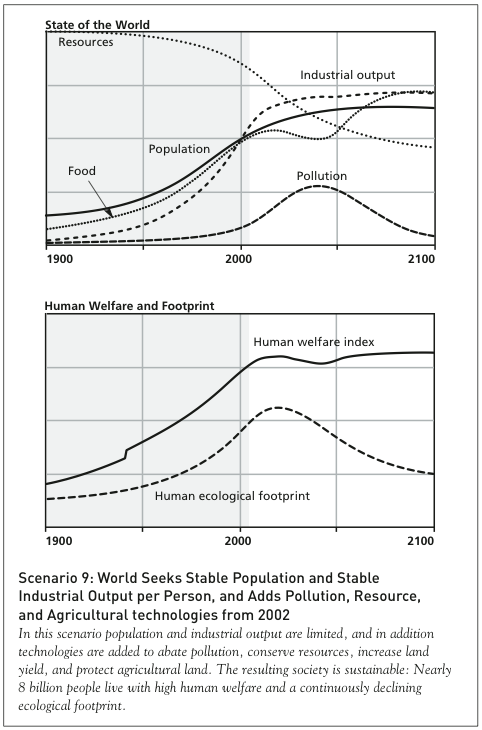 State of the World
Resources
Industrial output
Population
Food
Pollution
1900 2000 2100
Human Welfare and Footprint
Human welfare index
Human ecological footprint
1900 2000 2100
Scenario 9: World Seeks Stable Population and Stable
Industrial Output per Person, and Adds Pollution, Resource,
and Agricultural technologies from 2002
In this scenario population and industrial output are limited, and in addition
technologies are added to abate pollution, conserve resources, increase land
yield, and protect agricultural land. The resulting society is sustainable: Nearly
8 billion people live with high human welfare and a continuously declining
ecological footprint.